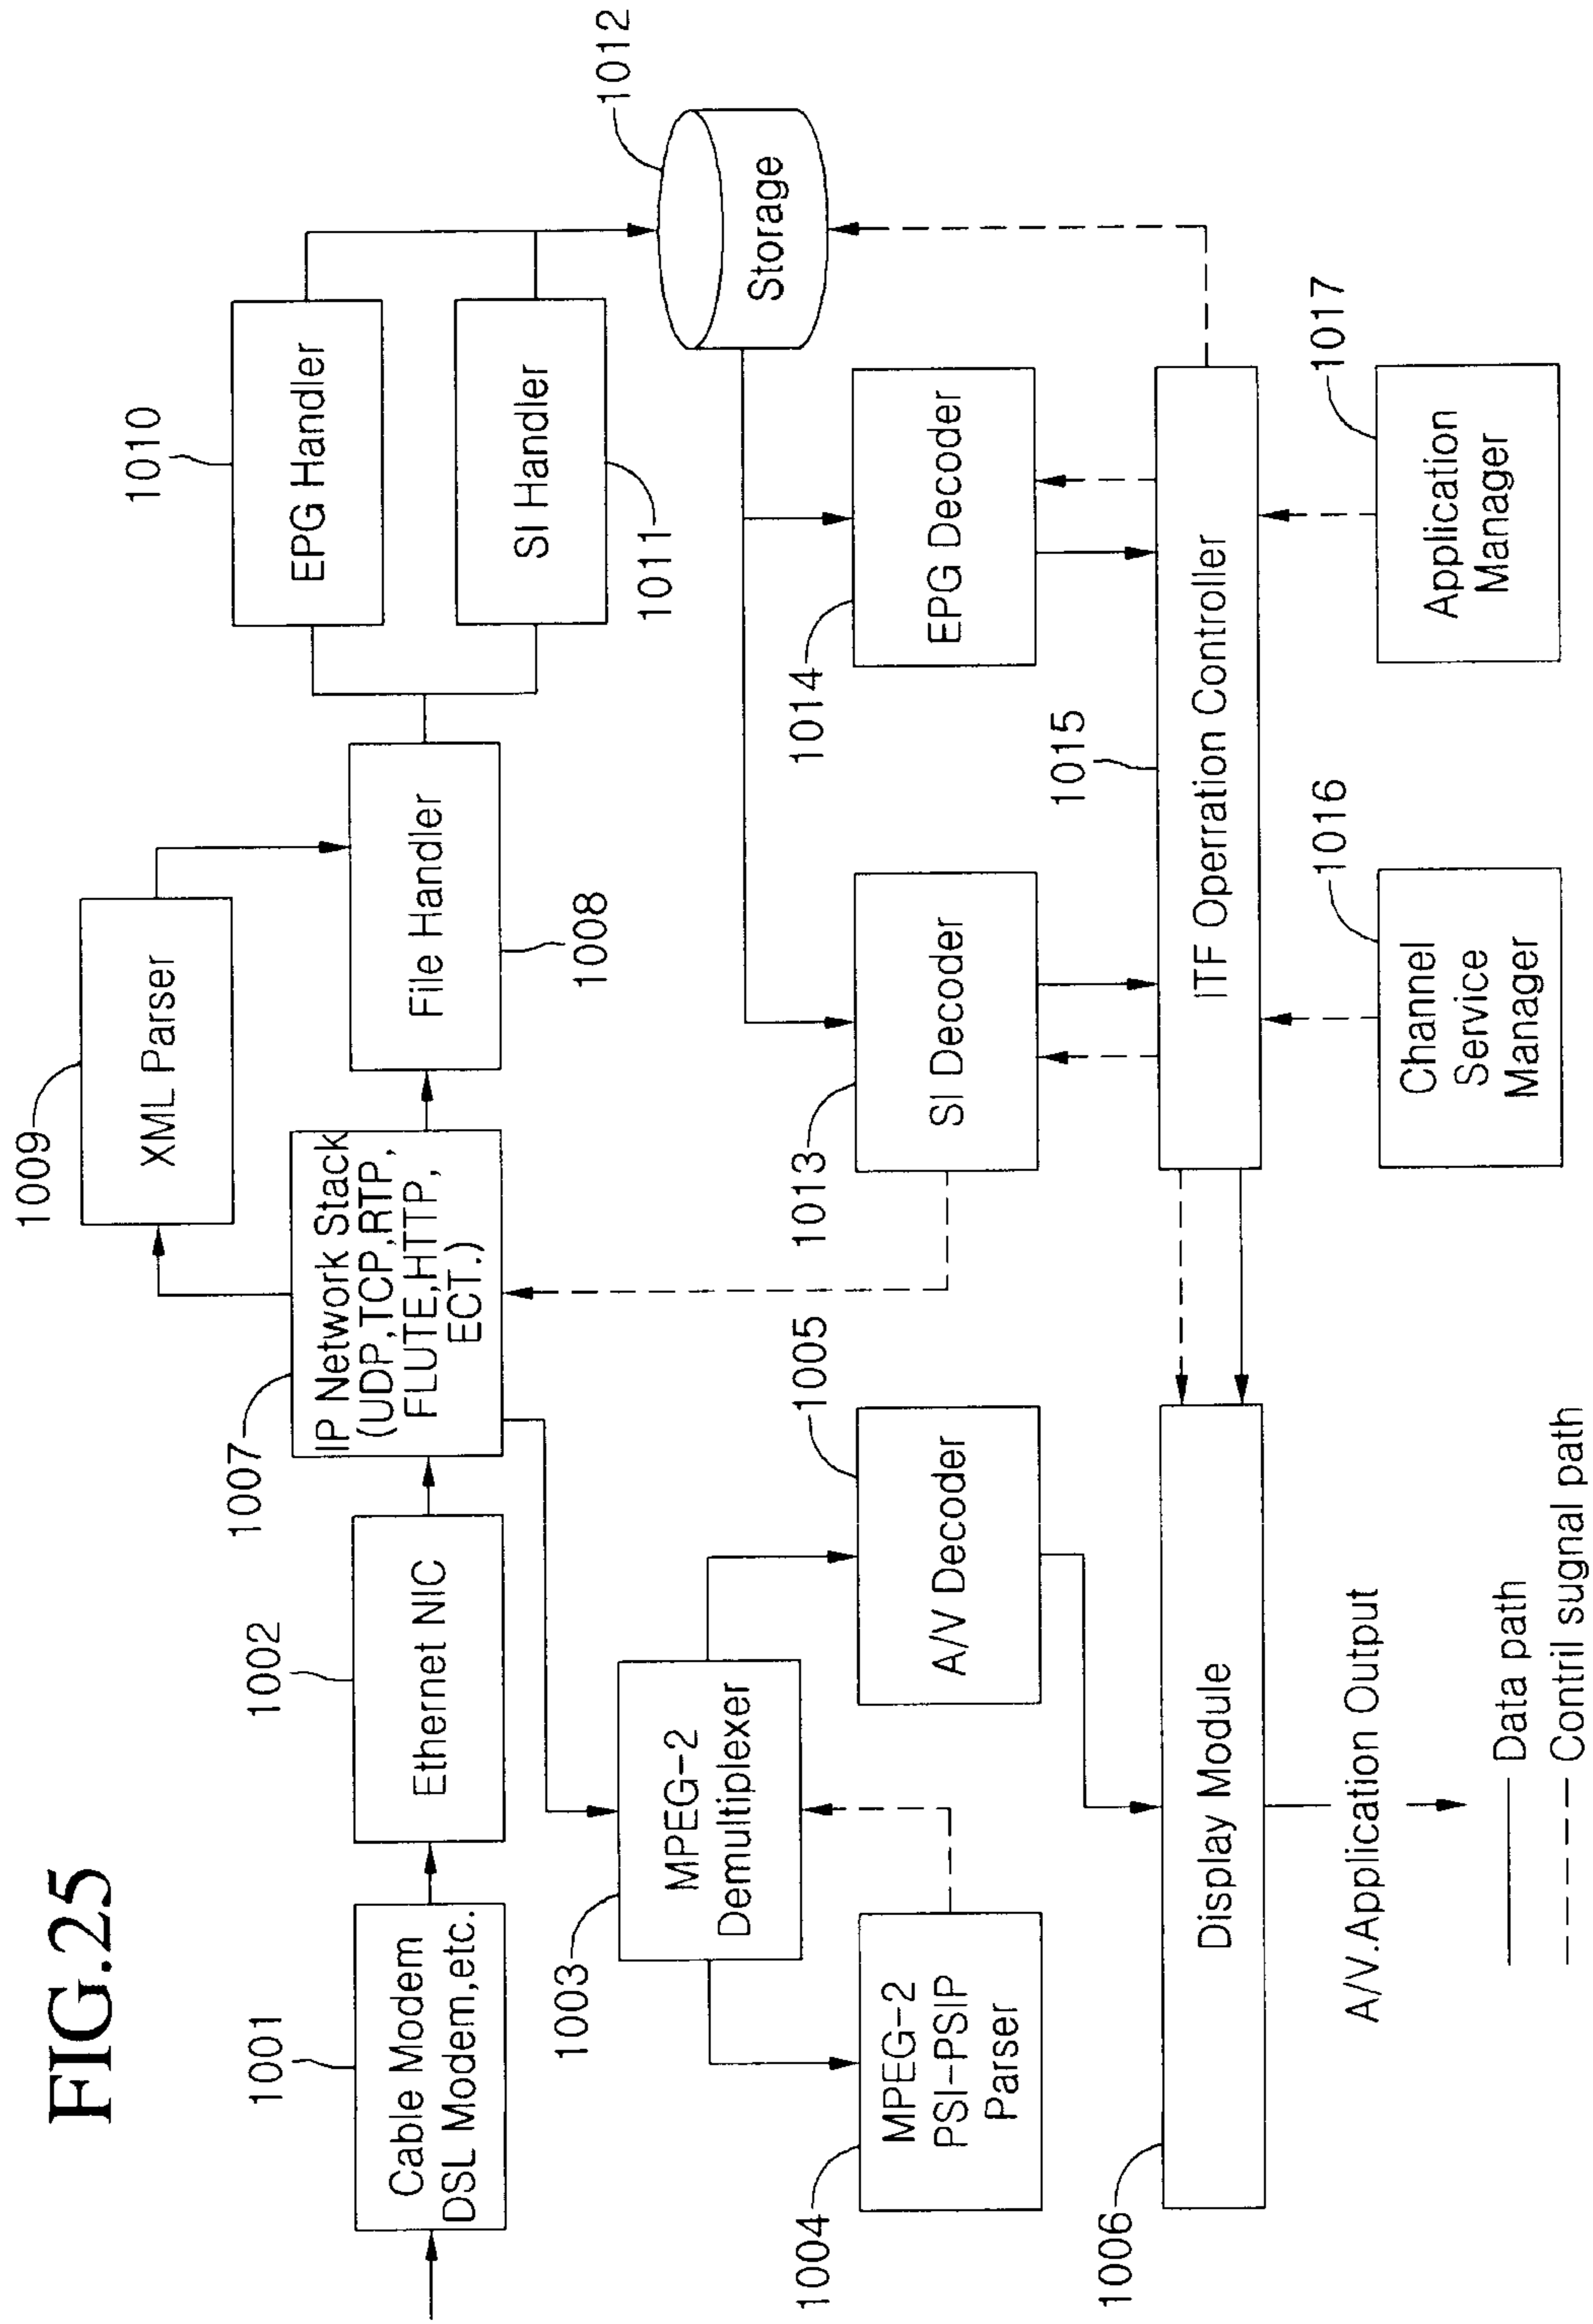 FIG.25
1001
Cable Modem
DSL Modem,etc.
1002
Ethernet NIC
1007
IP Network Stack
(UDP,TCP,RTP,
FLUTE,HTTP,
ECT.)
1009
XML Parser
File Handler
1008
1010
EPG Handler
SI Handler
1011
1012
Storage
1003
MPEG-2
Demultiplexer
1004
MPEG-2
PSI-PSIP
Parser
1005
A/V Decoder
1013
SI Decoder
1014
EPG Decoder
1006
Display Module
1015
ITF Operration Controller
1016
Channel
Service
Manager
1017
Application
Manager
A/V.Application Output
Data path
Contril sugnal path